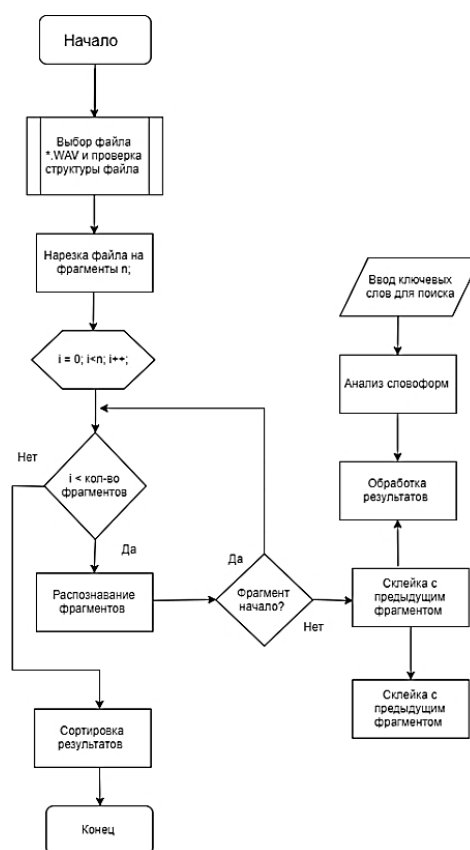 Начало
Выбор файла
*.WAV и проверка
структуры файла
Нарезка файла на
фрагменты n;
i = 0; i<n; i++;
Нет
i < кол-во
фрагментов
Да
Распознавание
фрагментов
Да
Фрагмент
начало?
Нет
Сортировка
результатов
Конец
Ввод ключевых
слов для поиска
Анализ словоформ
Обработка
результатов
Склейка с
предыдущим
фрагментом
Склейка с
предыдущим
фрагментом